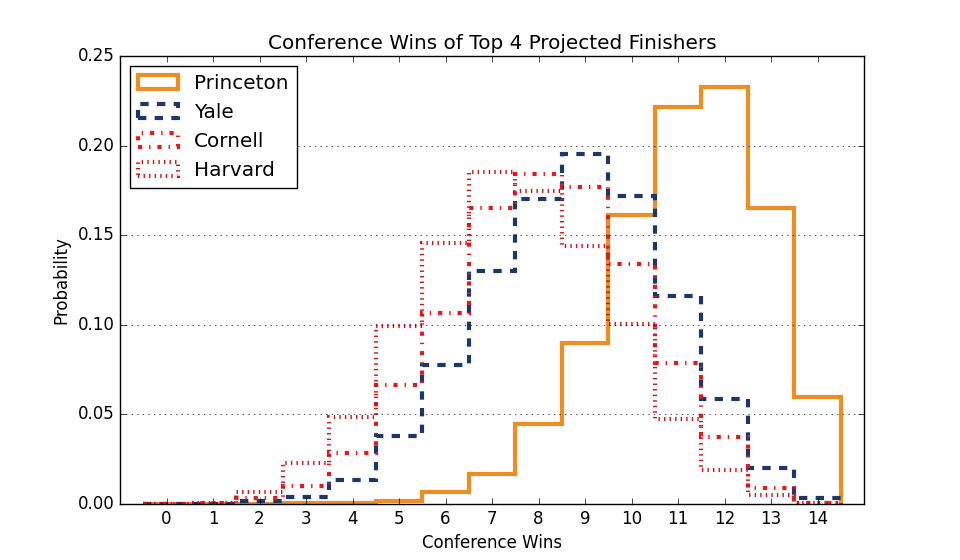 Conference Wins of Top 4 Projected Finishers
0.25
0.20
0.15
0.10
0.05
0.00
Probability
Princeton
Yale
Cornell
Harvard
0 1 2 3 4 5 6 7 8 9 10 11 12 13 14
Conference Wins